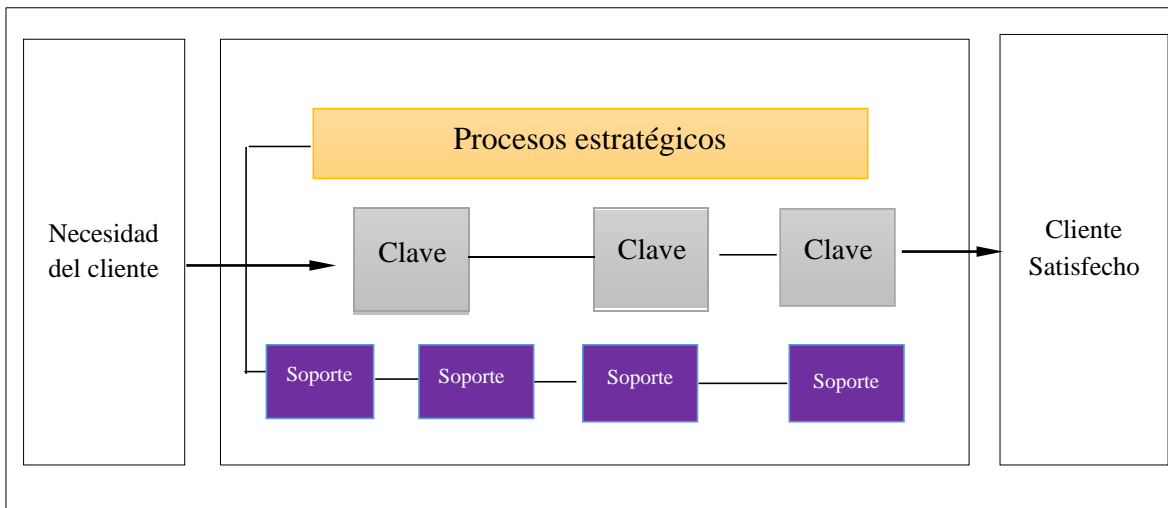 Procesos estratégicos
Necesidad
del cliente
Clave
Clave
Clave
Cliente
Satisfecho
Soporte
Soporte
Soporte
Soporte